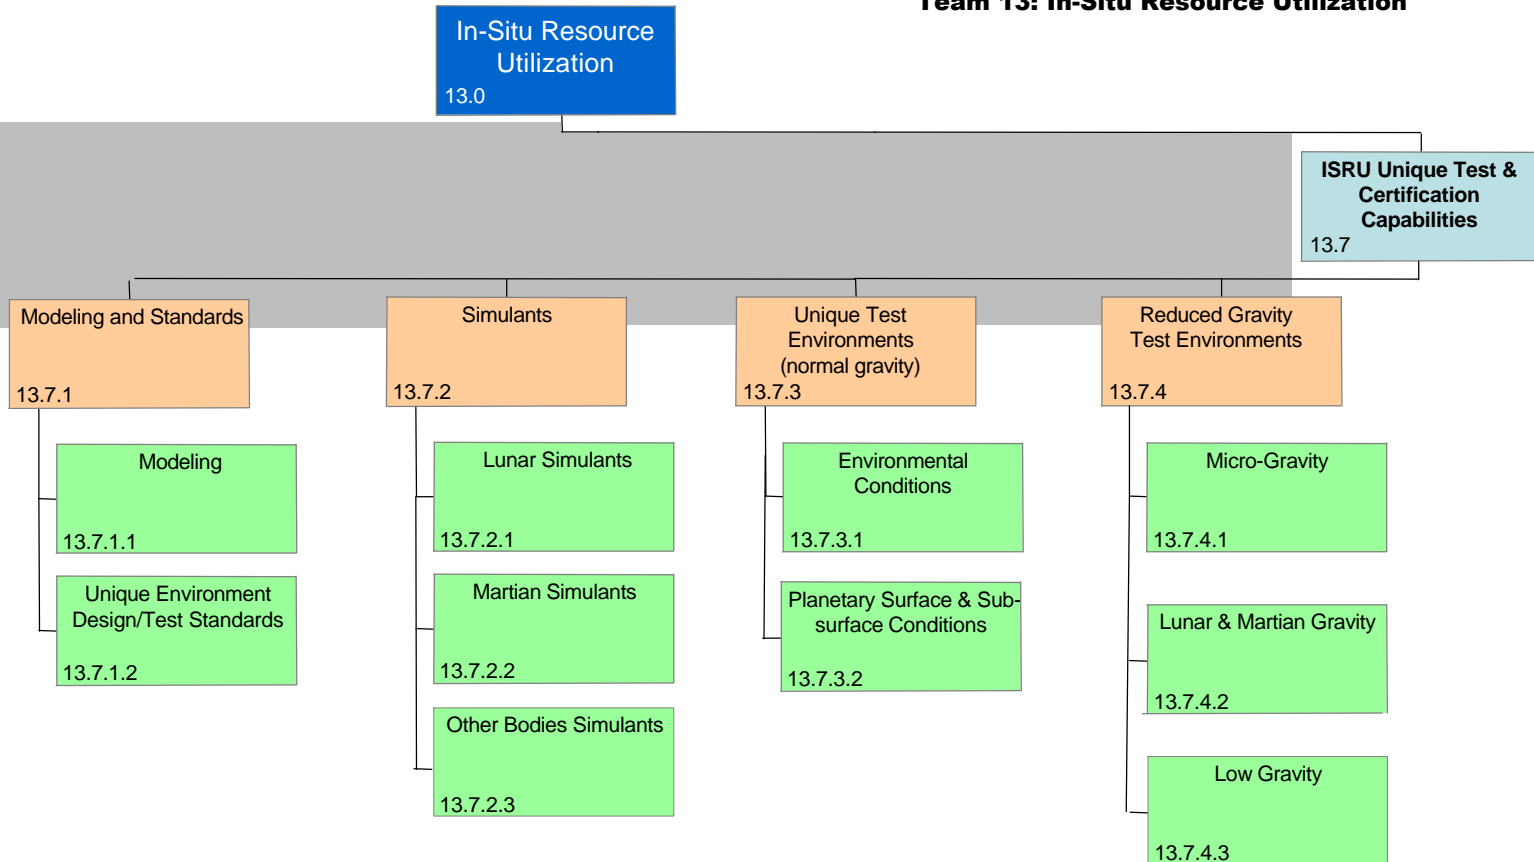 Team 13: In-Situ Resource Utilization
In-Situ Resource
Utilization
13.0
ISRU Unique Test &
Certification
Capabilities
13.7
Modeling and Standards
13.7.1
Simulants
13.7.2
Unique Test
Environments
(normal gravity)
13.7.3
Reduced Gravity
Test Environments
13.7.4
Modeling
13.7.1.1
Unique Environment
Design/Test Standards
13.7.1.2
Lunar Simulants
13.7.2.1
Martian Simulants
13.7.2.2
Other Bodies Simulants
13.7.2.3
Environmental
Conditions
13.7.3.1
Planetary Surface & Sub-
surface Conditions
13.7.3.2
Micro-Gravity
13.7.4.1
Lunar & Martian Gravity
13.7.4.2
Low Gravity
13.7.4.3